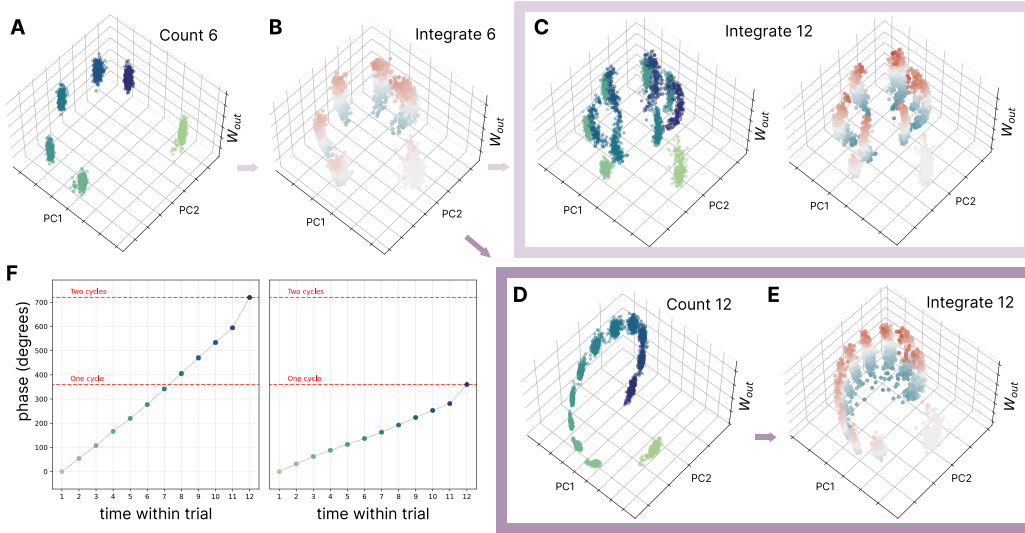 A
Count 6
B
Integrate 6
C
Integrate 12
W_out
PC1
PC2
W_out
PC1
PC2
W_out
PC1
PC2
W_out
PC1
PC2
F
Two cycles
One cycle
phase (degrees)
700
600
500
400
300
200
100
0
1 2 3 4 5 6 7 8 9 10 11 12
time within trial
Two cycles
One cycle
1 2 3 4 5 6 7 8 9 10 11 12
time within trial
D
Count 12
W_out
PC1
PC2
E
Integrate 12
W_out
PC1
PC2